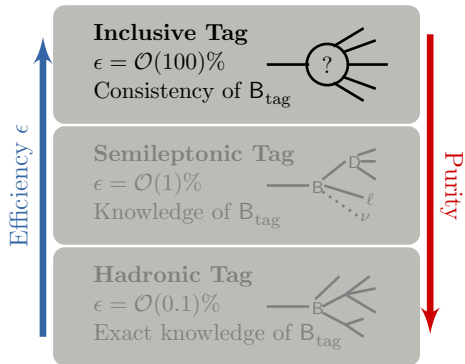 Inclusive Tag
ϵ = O(100)%
Consistency of B_tag
?
Semileptonic Tag
ϵ = O(1)%
Knowledge of B_tag
B
D
ℓ
ν
Hadronic Tag
ϵ = O(0.1)%
Exact knowledge of B_tag
B
Efficiency ϵ
Purity